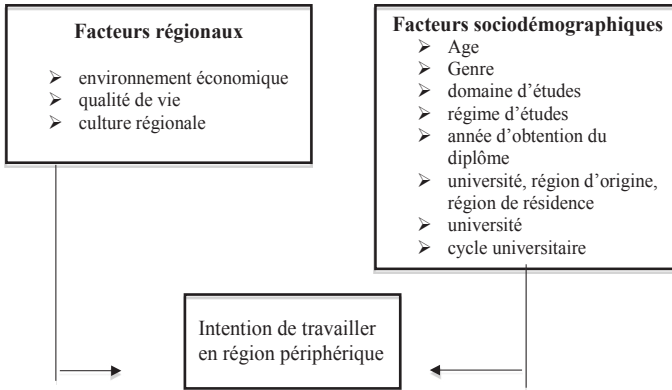 Facteurs régionaux
➢ environnement économique
➢ qualité de vie
➢ culture régionale
Facteurs sociodémographiques
➢ Age
➢ Genre
➢ domaine d’études
➢ régime d’études
➢ année d’obtention du
diplôme
➢ université, région d’origine,
région de résidence
➢ université
➢ cycle universitaire
Intention de travailler
en région périphérique